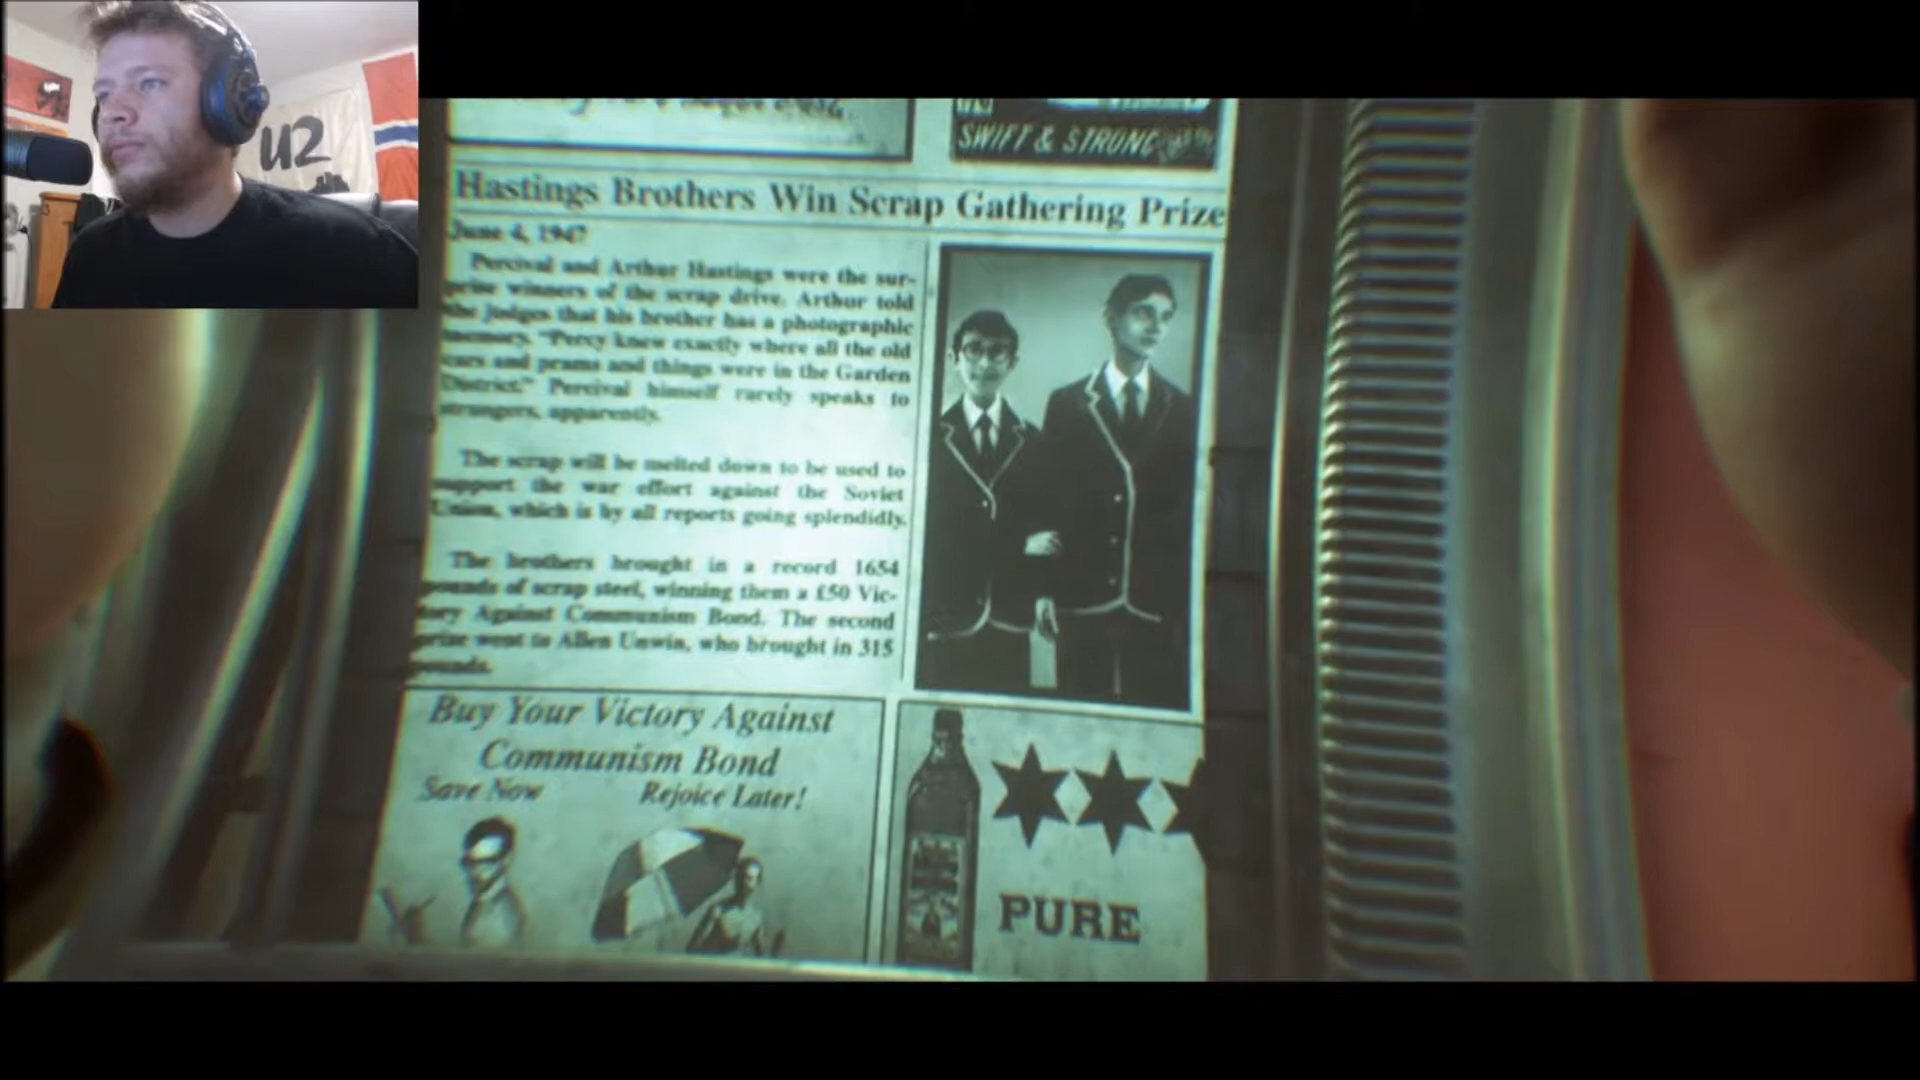 U2
SWIFT & STRONG
Hastings Brothers Win Scrap Gathering Prize
June 4, 1947
Percival and Arthur Hastings were the sur-
prise winners of the scrap drive. Arthur told
the judges that his brother has a photographic
memory. "Percy knew exactly where all the old
cars and prams and things were in the Garden
District." Percival himself rarely speaks to
strangers, apparently.
The scrap will be melted down to be used to
support the war effort against the Soviet
Union, which is by all reports going splendidly.
The brothers brought in a record 1654
pounds of scrap steel, winning them a £50 Vic-
tory Against Communism Bond. The second
prize went to Allen Unwin, who brought in 315
pounds.
Buy Your Victory Against
Communism Bond
Save Now Rejoice Later!
PURE